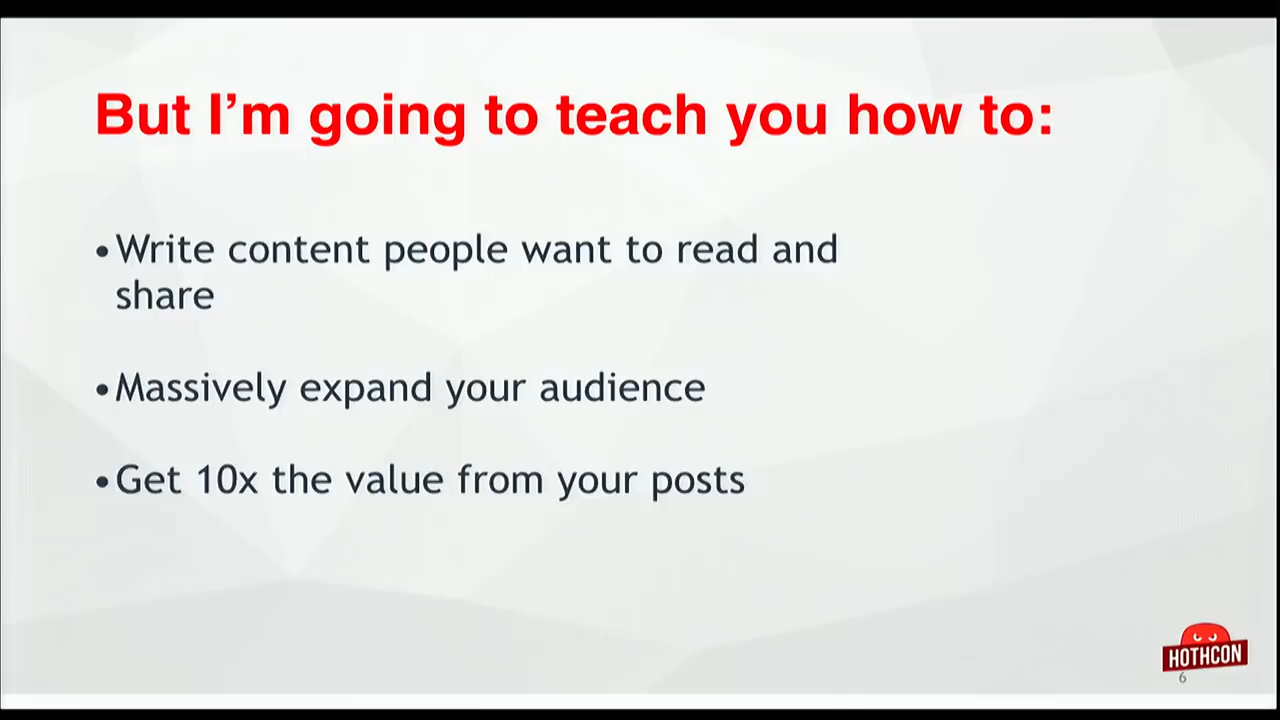 But I’m going to teach you how to:
•Write content people want to read and
share
•Massively expand your audience
•Get 10x the value from your posts
HOTHCON
6